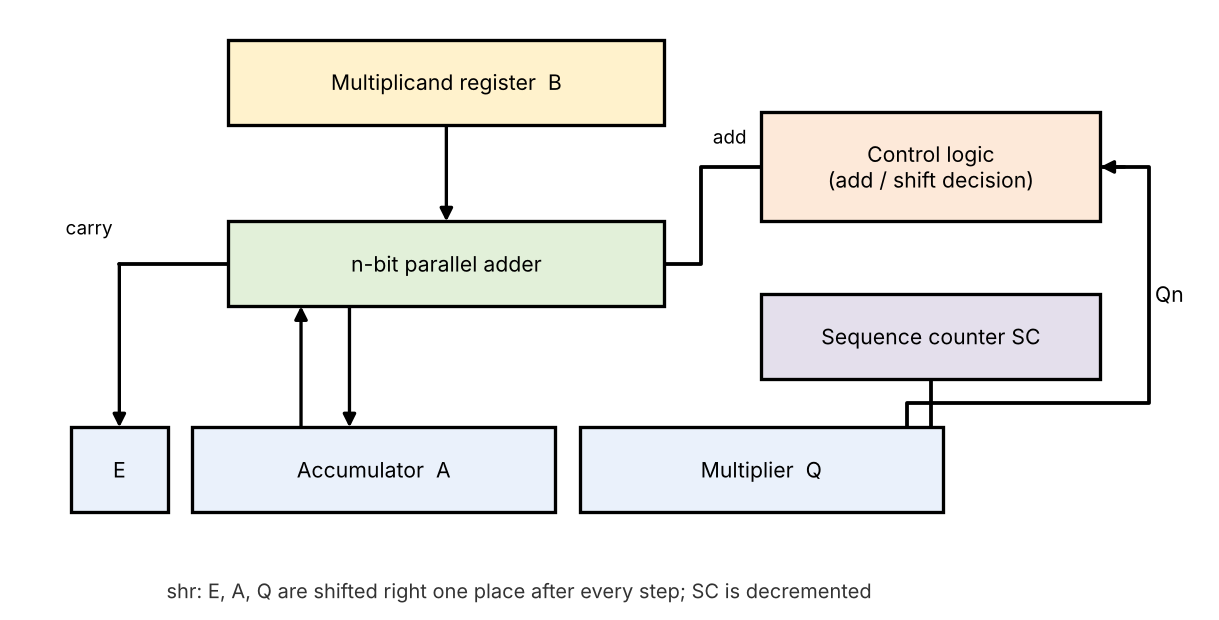 Multiplicand register B
add
Control logic
(add / shift decision)
carry
n-bit parallel adder
Qn
Sequence counter SC
E
Accumulator A
Multiplier Q
shr: E, A, Q are shifted right one place after every step; SC is decremented